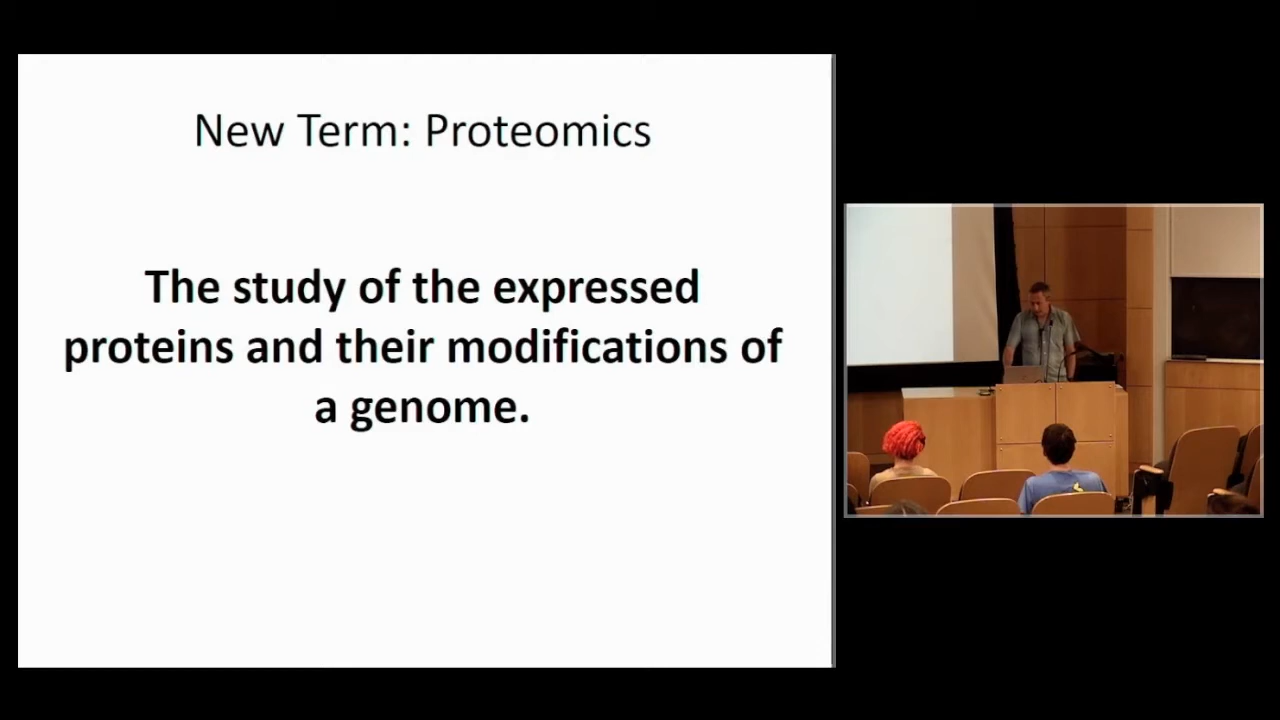 New Term: Proteomics
The study of the expressed
proteins and their modifications of
a genome.